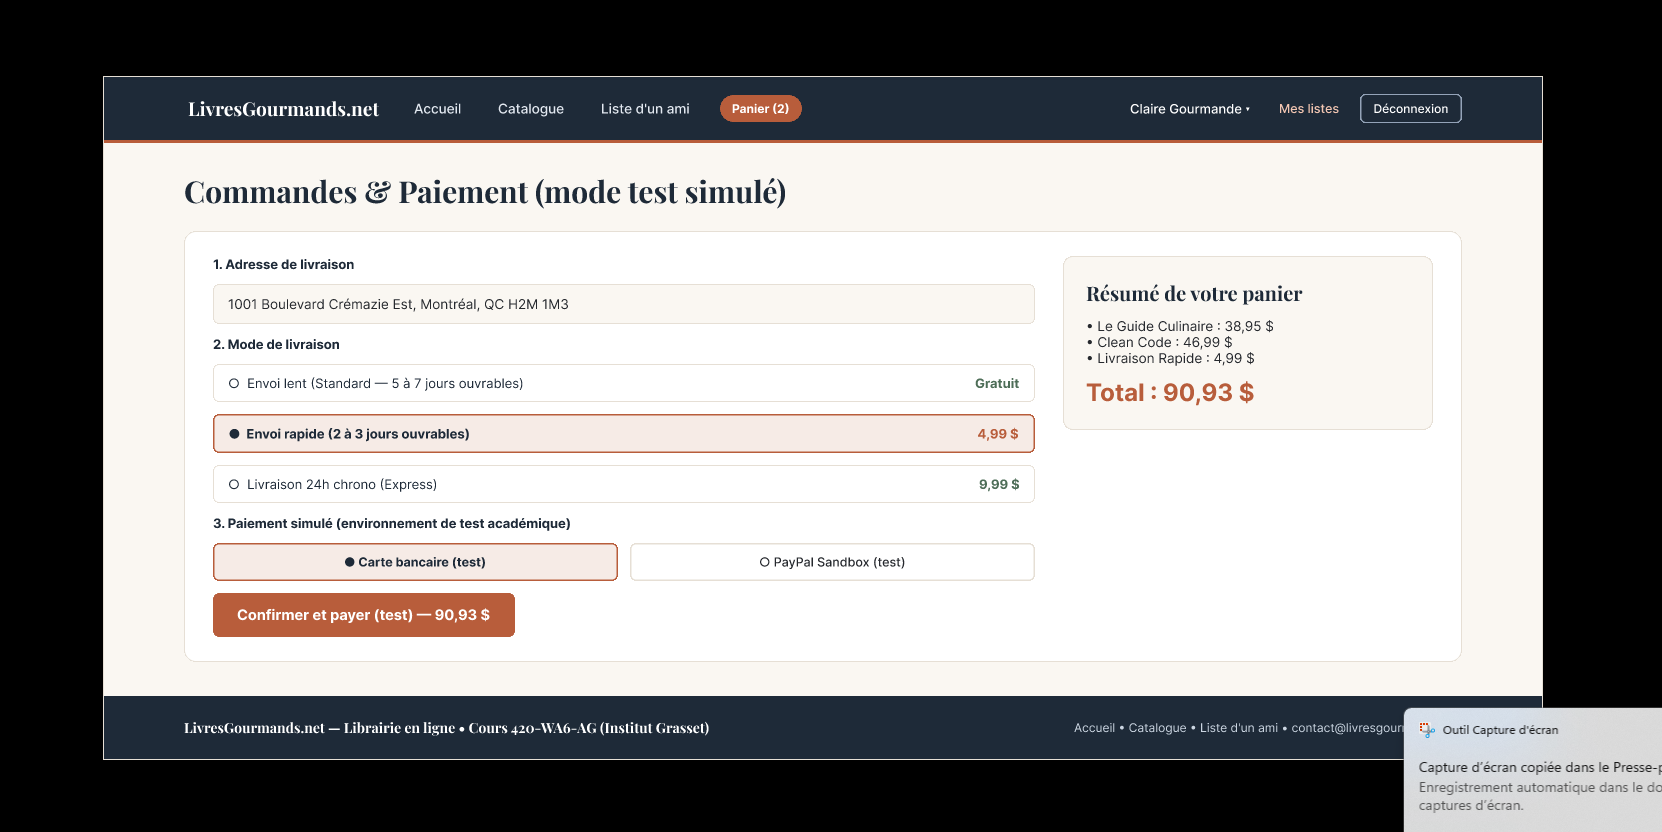 LivresGourmands.net Accueil Catalogue Liste d'un ami Panier (2) Claire Gourmande ▾ Mes listes Déconnexion
Commandes & Paiement (mode test simulé)
1. Adresse de livraison
1001 Boulevard Crémazie Est, Montréal, QC H2M 1M3
2. Mode de livraison
○ Envoi lent (Standard — 5 à 7 jours ouvrables) Gratuit
● Envoi rapide (2 à 3 jours ouvrables) 4,99 $
○ Livraison 24h chrono (Express) 9,99 $
3. Paiement simulé (environnement de test académique)
● Carte bancaire (test) ○ PayPal Sandbox (test)
Confirmer et payer (test) — 90,93 $
Résumé de votre panier
• Le Guide Culinaire : 38,95 $
• Clean Code : 46,99 $
• Livraison Rapide : 4,99 $
Total : 90,93 $
LivresGourmands.net — Librairie en ligne • Cours 420-WA6-AG (Institut Grasset)
Accueil • Catalogue • Liste d'un ami •
Outil Capture d'écran
Capture d'écran copiée dans le
Enregistrement automatique dans le
captures d'écran.